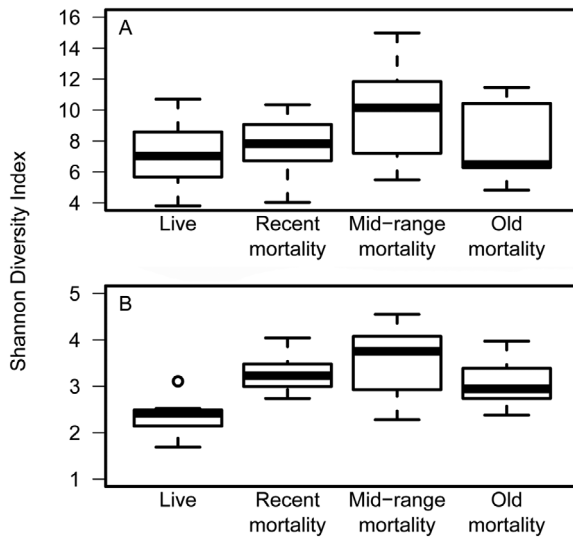 Shannon Diversity Index
A
16
14
12
10
8
6
4
Live
Recent mortality
Mid−range mortality
Old mortality
B
5
4
3
2
1
Live
Recent mortality
Mid−range mortality
Old mortality